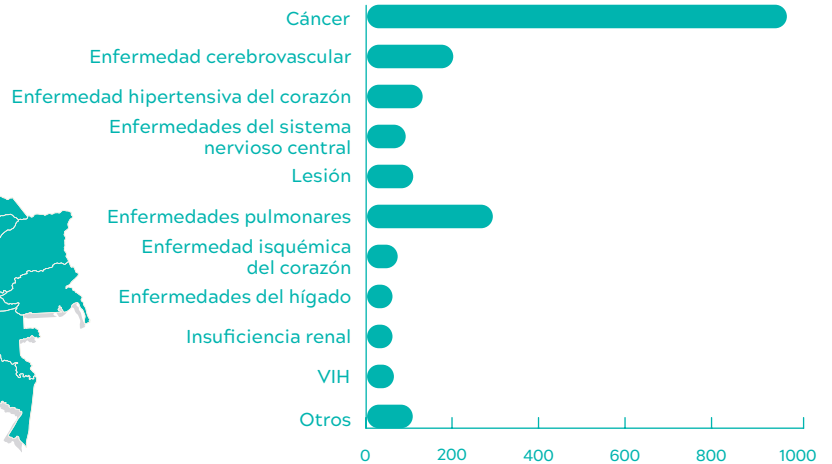 Cáncer
Enfermedad cerebrovascular
Enfermedad hipertensiva del corazón
Enfermedades del sistema
nervioso central
Lesión
Enfermedades pulmonares
Enfermedad isquémica
del corazón
Enfermedades del hígado
Insuficiencia renal
VIH
Otros
0 200 400 600 800 1000